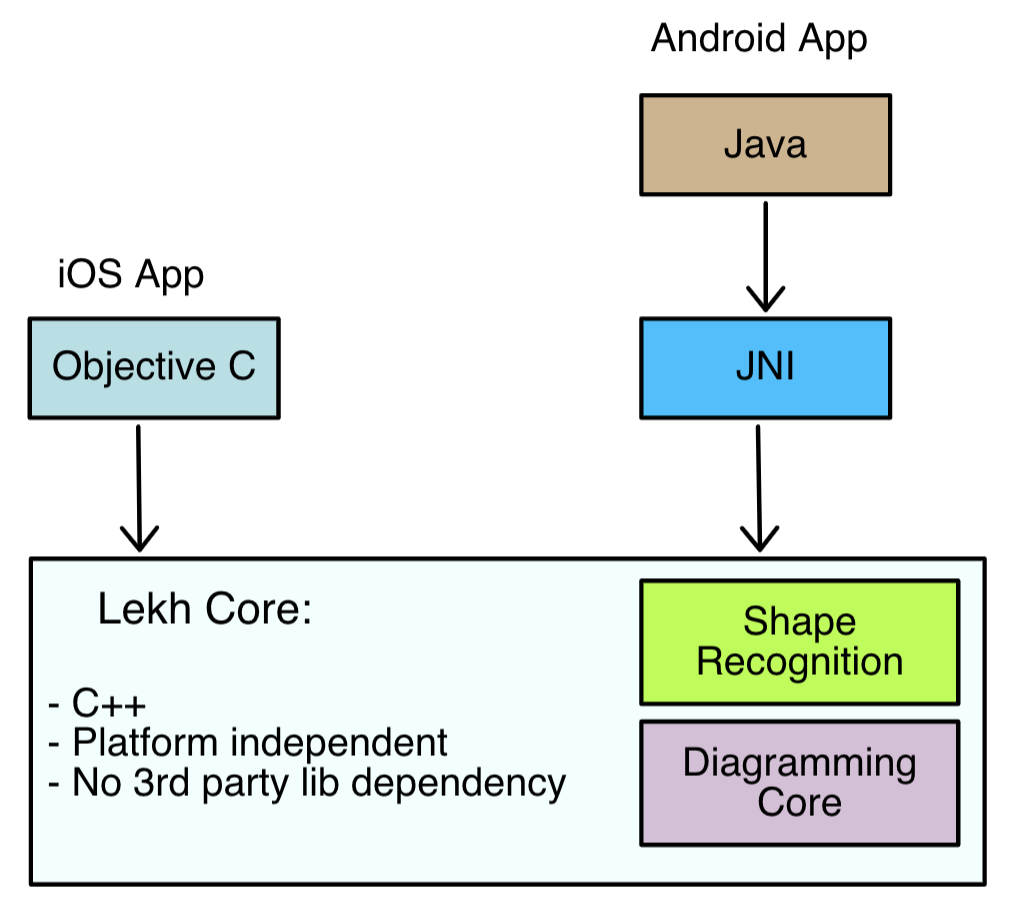 Android App
Java
iOS App
Objective C
JNI
Lekh Core:
- C++
- Platform independent
- No 3rd party lib dependency
Shape
Recognition
Diagramming
Core